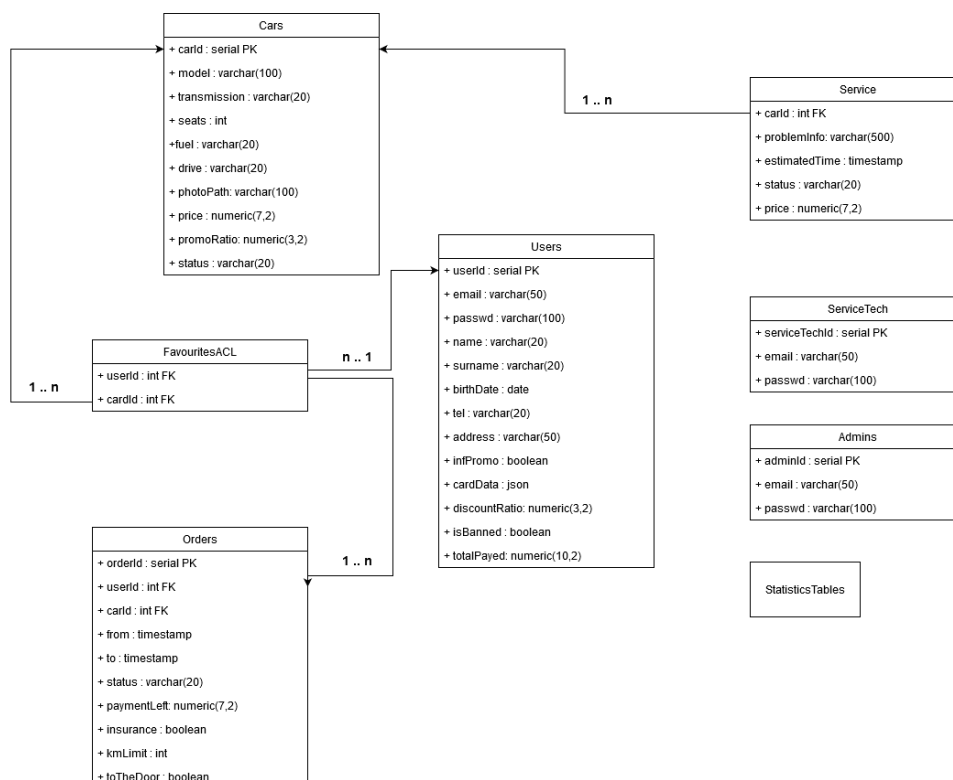 Cars
+ carId : serial PK
+ model : varchar(100)
+ transmission : varchar(20)
+ seats : int
+fuel : varchar(20)
+ drive : varchar(20)
+ photoPath: varchar(100)
+ price : numeric(7,2)
+ promoRatio: numeric(3,2)
+ status : varchar(20)
1 .. n
Service
+ carId : int FK
+ problemInfo: varchar(500)
+ estimatedTime : timestamp
+ status : varchar(20)
+ price : numeric(7,2)
Users
+ userId : serial PK
+ email : varchar(50)
+ passwd : varchar(100)
+ name : varchar(20)
+ surname : varchar(20)
+ birthDate : date
+ tel : varchar(20)
+ address : varchar(50)
+ infPromo : boolean
+ cardData : json
+ discountRatio: numeric(3,2)
+ isBanned : boolean
+ totalPayed: numeric(10,2)
n .. 1
FavouritesACL
+ userId : int FK
+ cardId : int FK
1 .. n
ServiceTech
+ serviceTechId : serial PK
+ email : varchar(50)
+ passwd : varchar(100)
Admins
+ adminId : serial PK
+ email : varchar(50)
+ passwd : varchar(100)
Orders
+ orderId : serial PK
+ userId : int FK
+ carId : int FK
+ from : timestamp
+ to : timestamp
+ status : varchar(20)
+ paymentLeft: numeric(7,2)
+ insurance : boolean
+ kmLimit : int
+ toTheDoor : boolean
1 .. n
StatisticsTables